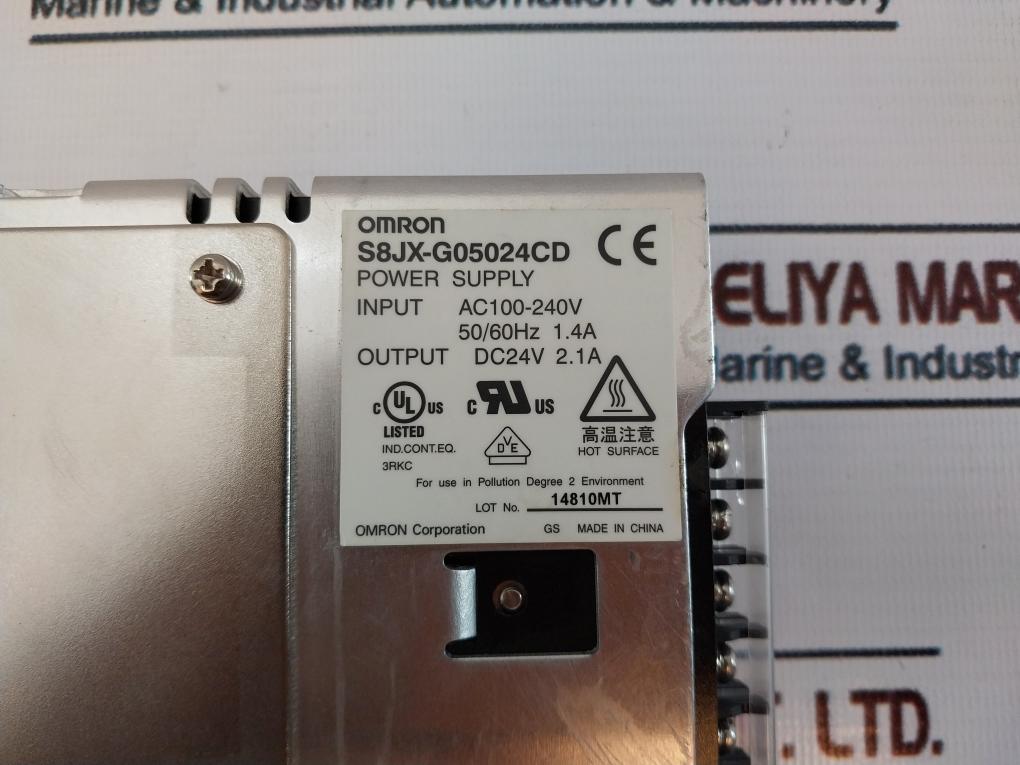 Marine & Industrial Automation & Machinery
OMRON
S8JX-G05024CD
CE
POWER SUPPLY
INPUT AC100-240V
50/60Hz 1.4A
OUTPUT DC24V 2.1A
C UL US
LISTED
IND.CONT.EQ.
3RKC
C RU US
VDE
高温注意
HOT SURFACE
For use in Pollution Degree 2 Environment
LOT No. 14810MT
OMRON Corporation GS MADE IN CHINA
ELIYA MAR
arine & Industr
. LTD.